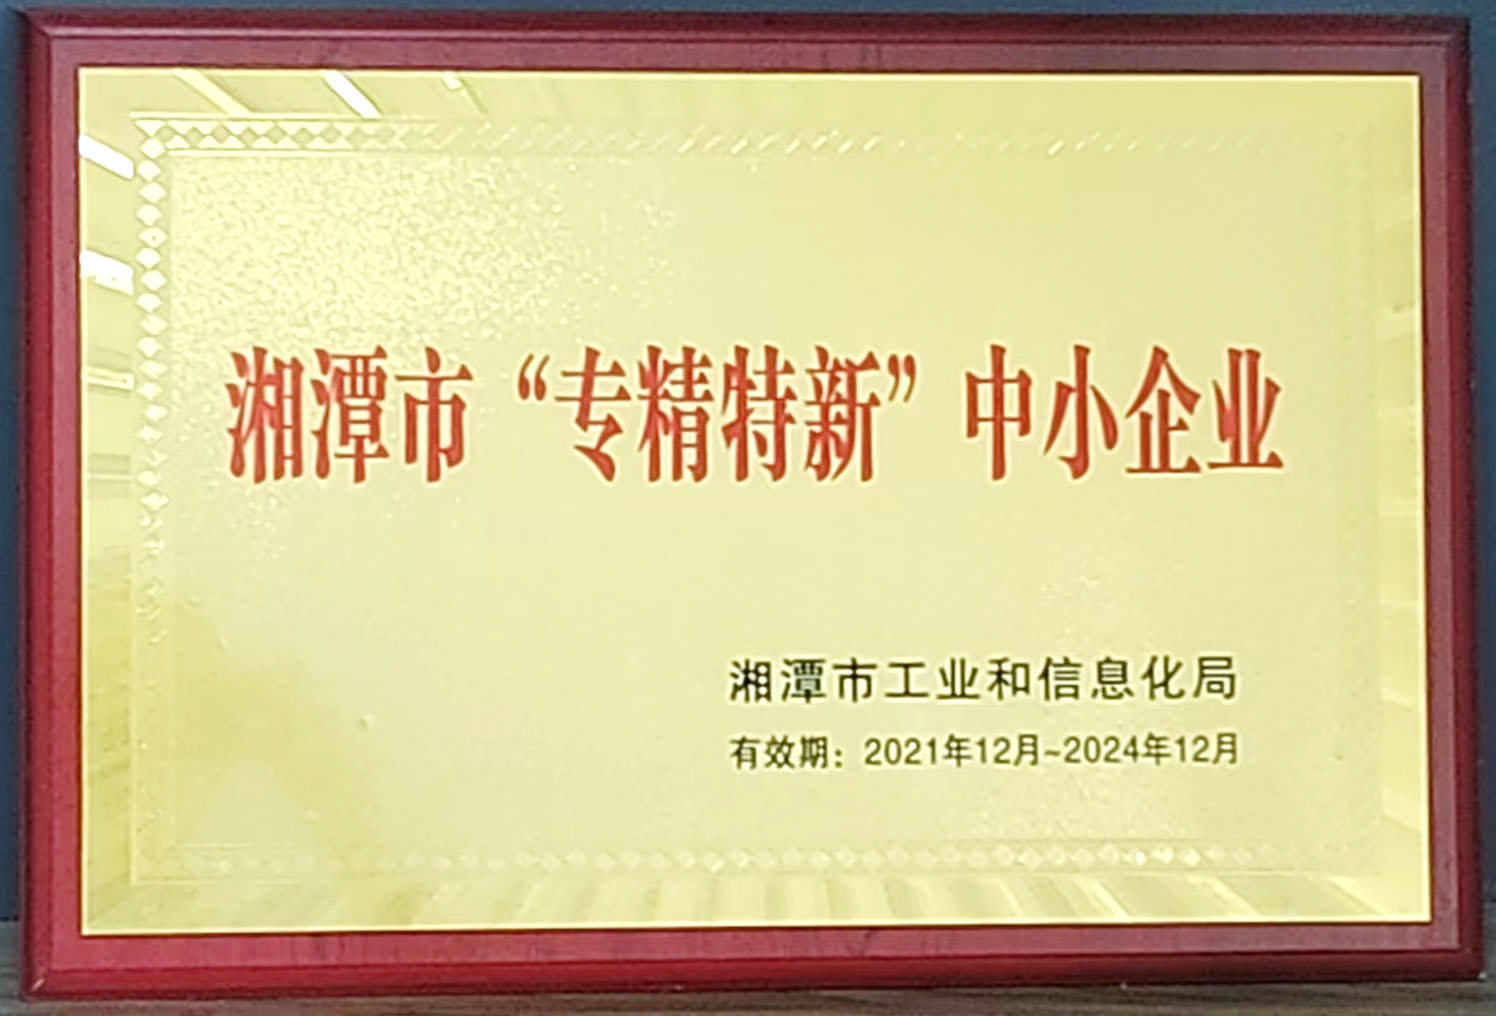 湘潭市“专精特新”中小企业
湘潭市工业和信息化局
有效期：2021年12月~2024年12月